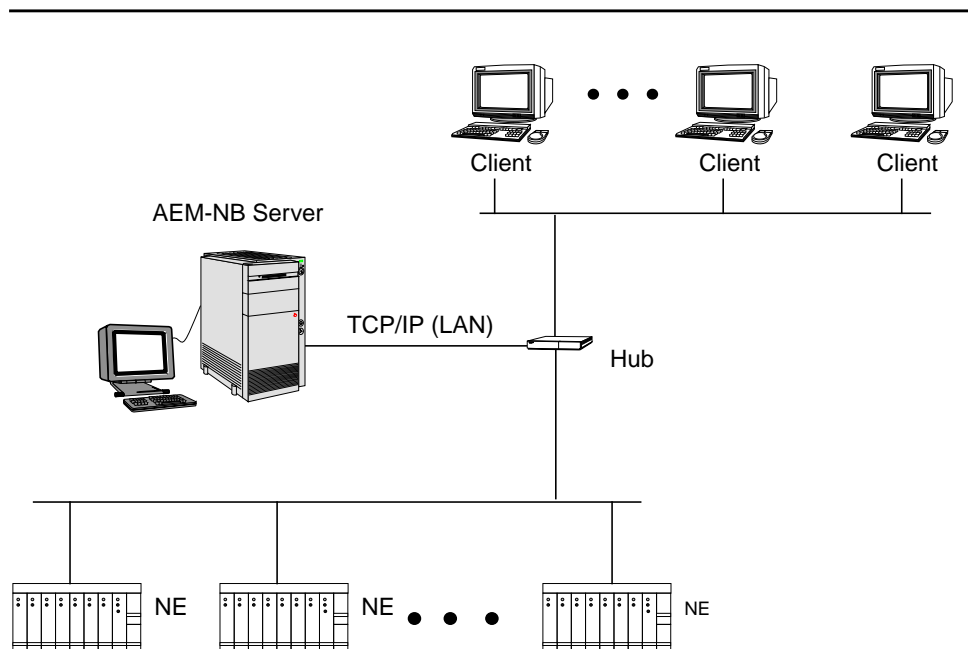 Client
Client
Client
AEM-NB Server
TCP/IP (LAN)
Hub
NE
NE
NE